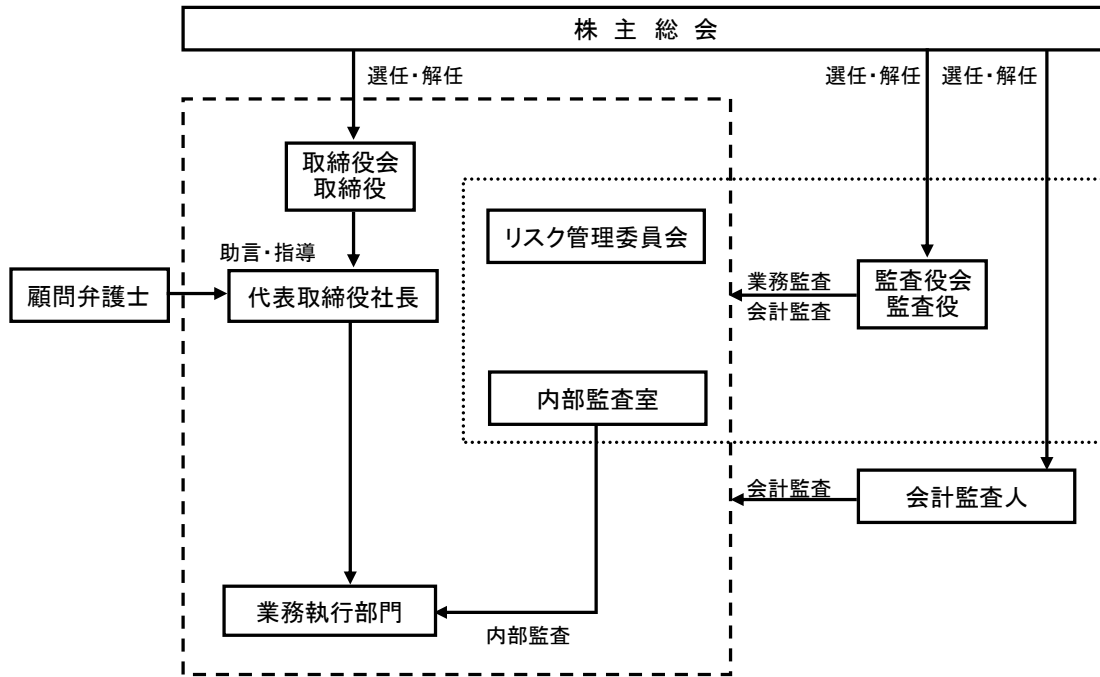 株 主 総 会
選任・解任
選任・解任
選任・解任
取締役会
取締役
リスク管理委員会
助言・指導
顧問弁護士
代表取締役社長
業務監査
会計監査
監査役会
監査役
内部監査室
会計監査
会計監査人
業務執行部門
内部監査